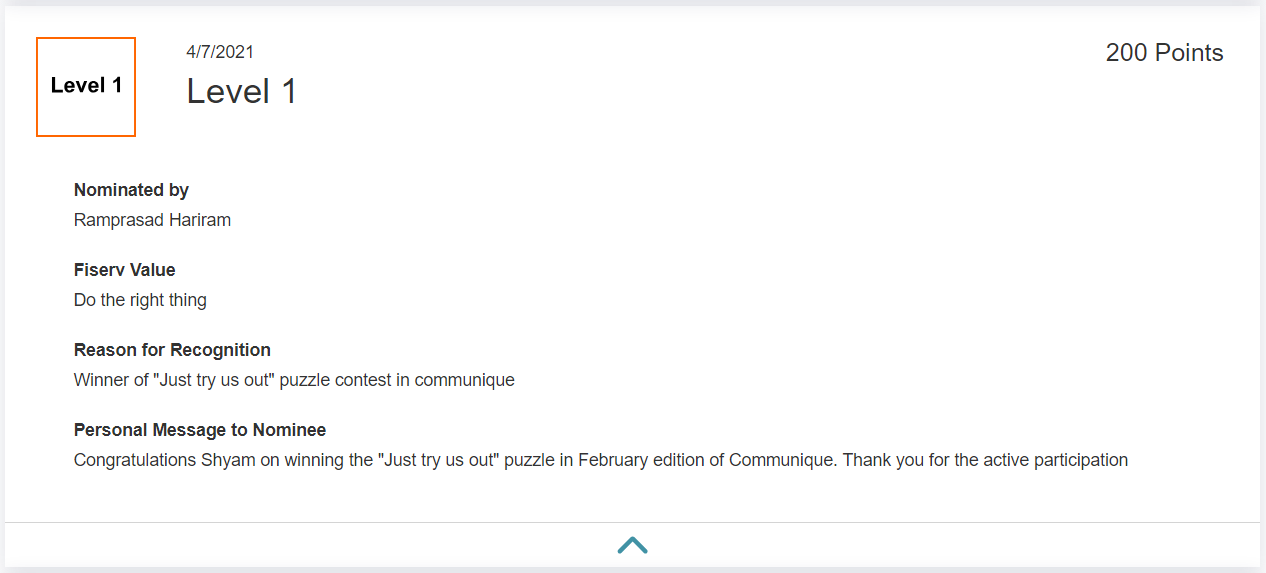 Level 1
4/7/2021
Level 1
200 Points
Nominated by
Ramprasad Hariram
Fiserv Value
Do the right thing
Reason for Recognition
Winner of "Just try us out" puzzle contest in communique
Personal Message to Nominee
Congratulations Shyam on winning the "Just try us out" puzzle in February edition of Communique. Thank you for the active participation